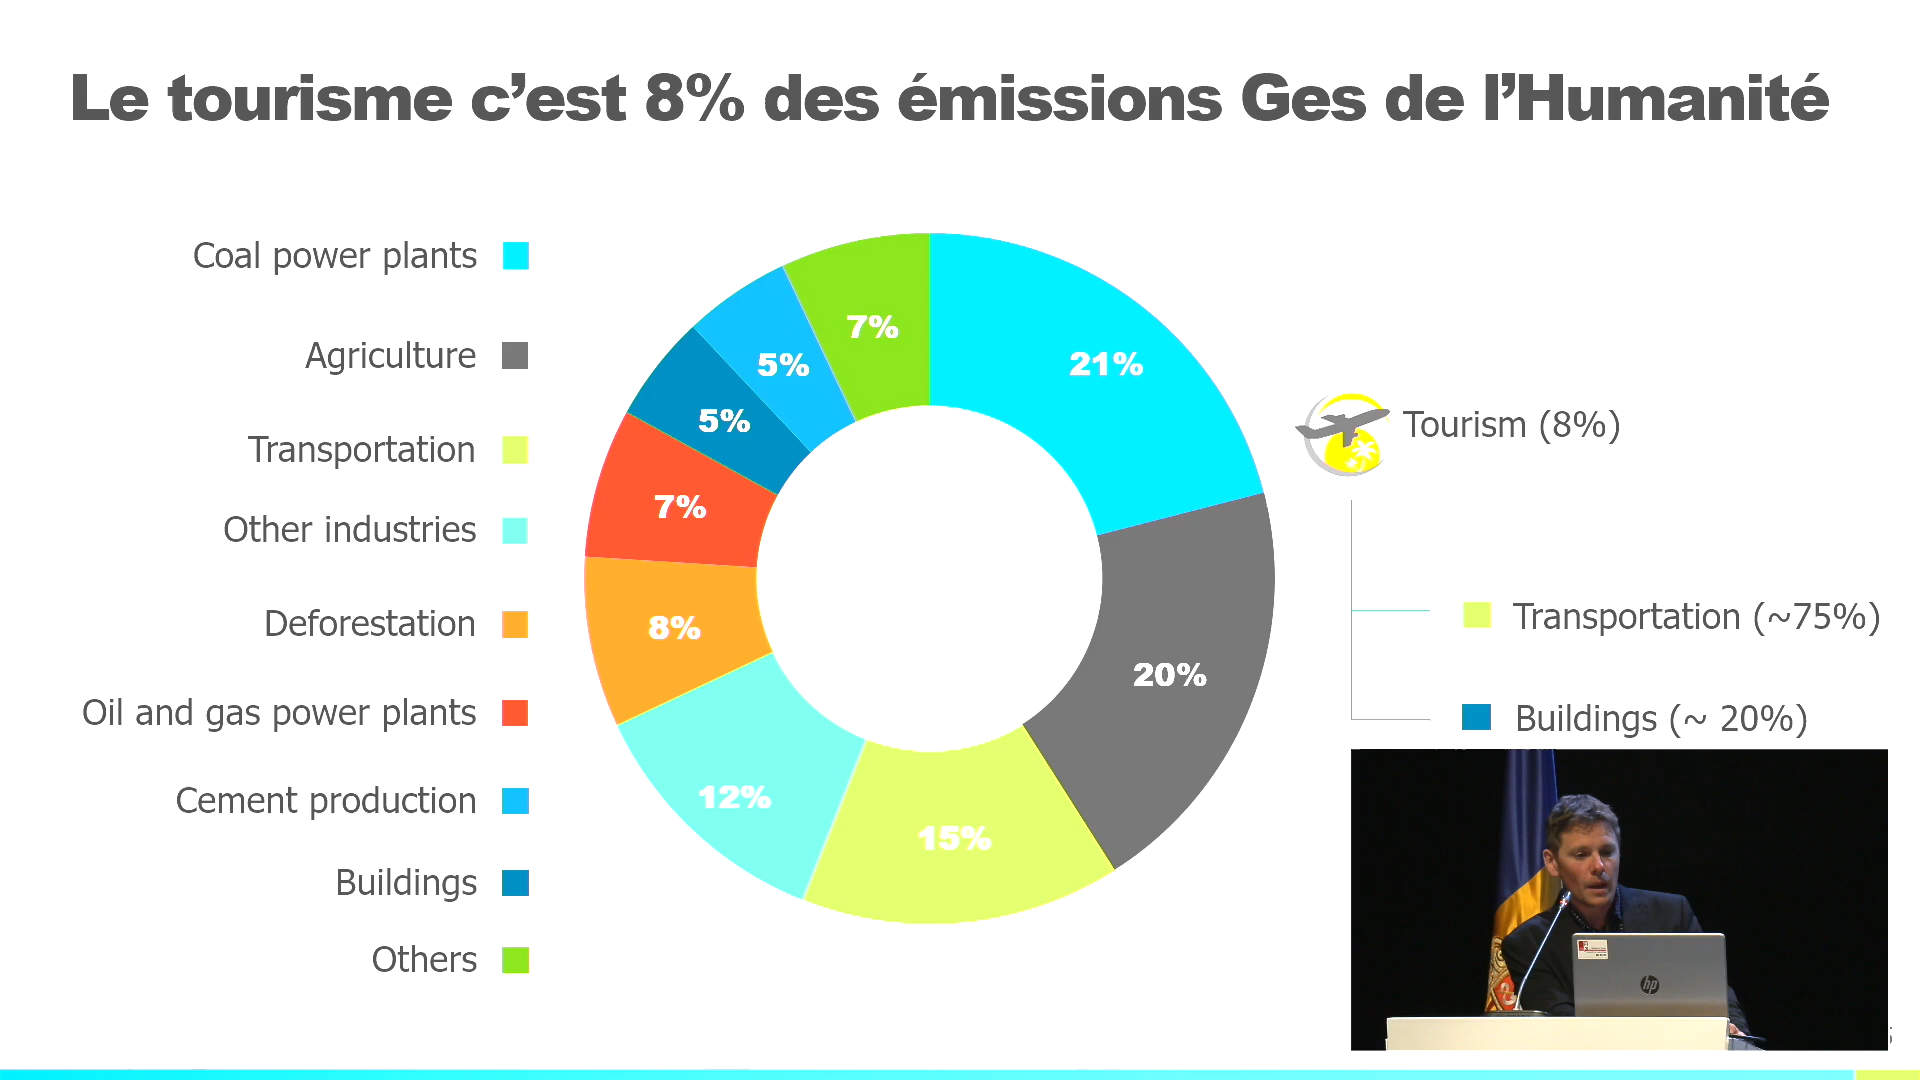 Le tourisme c’est 8% des émissions Ges de l’Humanité
Coal power plants
Agriculture
Transportation
Other industries
Deforestation
Oil and gas power plants
Cement production
Buildings
Others
21%
20%
15%
12%
8%
7%
5%
5%
7%
Tourism (8%)
Transportation (~75%)
Buildings (~ 20%)
hp